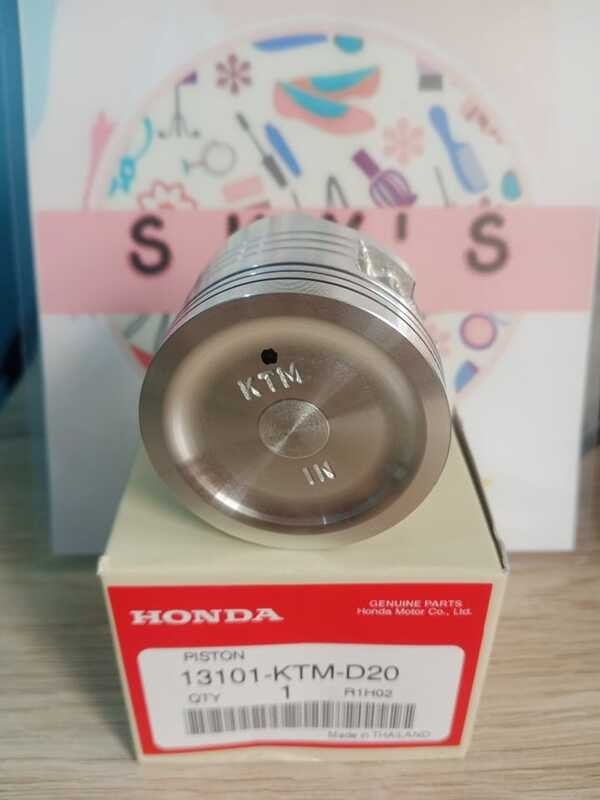 KTM
IN
HONDA
GENUINE PARTS
Honda Motor Co., Ltd.
PISTON
13101-KTM-D20
QTY 1 R1H02
Made in THAILAND